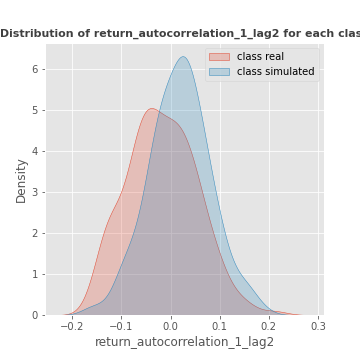 Distribution of return_autocorrelation_1_lag2 for each clas
class real
class simulated
6
5
4
3
2
1
0
Density
−0.2 −0.1 0.0 0.1 0.2 0.3
return_autocorrelation_1_lag2